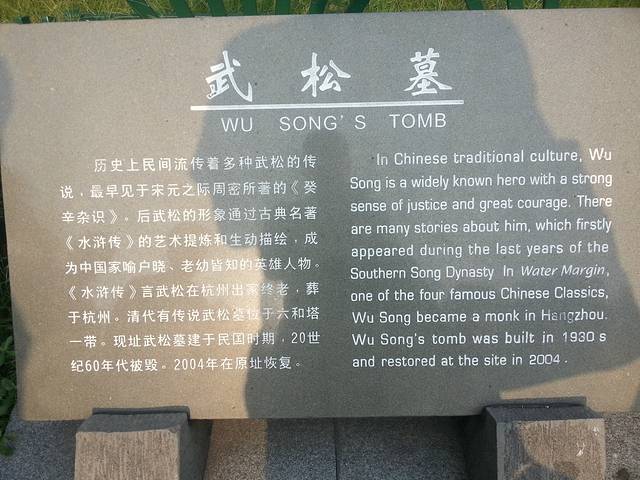 武松墓
WU SONG'S TOMB
历史上民间流传着多种武松的传
说，最早见于宋元之际周密所著的《癸
辛杂识》。后武松的形象通过古典名著
《水浒传》的艺术提炼和生动描绘，成
为中国家喻户晓、老幼皆知的英雄人物。
《水浒传》言武松在杭州出家终老，葬
于杭州。清代有传说武松墓位于六和塔
一带。现址武松墓建于民国时期，20世
纪60年代被毁。2004年在原址恢复。
In Chinese traditional culture, Wu
Song is a widely known hero with a strong
sense of justice and great courage. There
are many stories about him, which firstly
appeared during the last years of the
Southern Song Dynasty In Water Margin,
one of the four famous Chinese Classics,
Wu Song became a monk in Hangzhou.
Wu Song's tomb was built in 1930 s
and restored at the site in 2004.